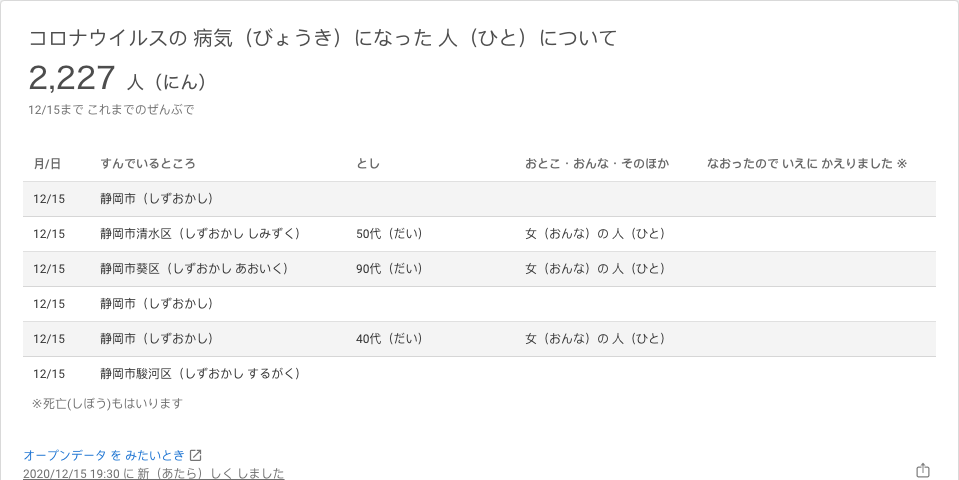 コロナウイルスの 病気（びょうき）になった 人（ひと）について
2,227 人（にん）
12/15まで これまでのぜんぶで
月/日 すんでいるところ とし おとこ・おんな・そのほか なおったので いえに かえりました ※
12/15 静岡市（しずおかし）
12/15 静岡市清水区（しずおかし しみずく） 50代（だい） 女（おんな）の 人（ひと）
12/15 静岡市葵区（しずおかし あおいく） 90代（だい） 女（おんな）の 人（ひと）
12/15 静岡市（しずおかし）
12/15 静岡市（しずおかし） 40代（だい） 女（おんな）の 人（ひと）
12/15 静岡市駿河区（しずおかし するがく）
※死亡(しぼう)もはいります
オープンデータ を みたいとき
2020/12/15 19:30 に 新（あたら）しく しました